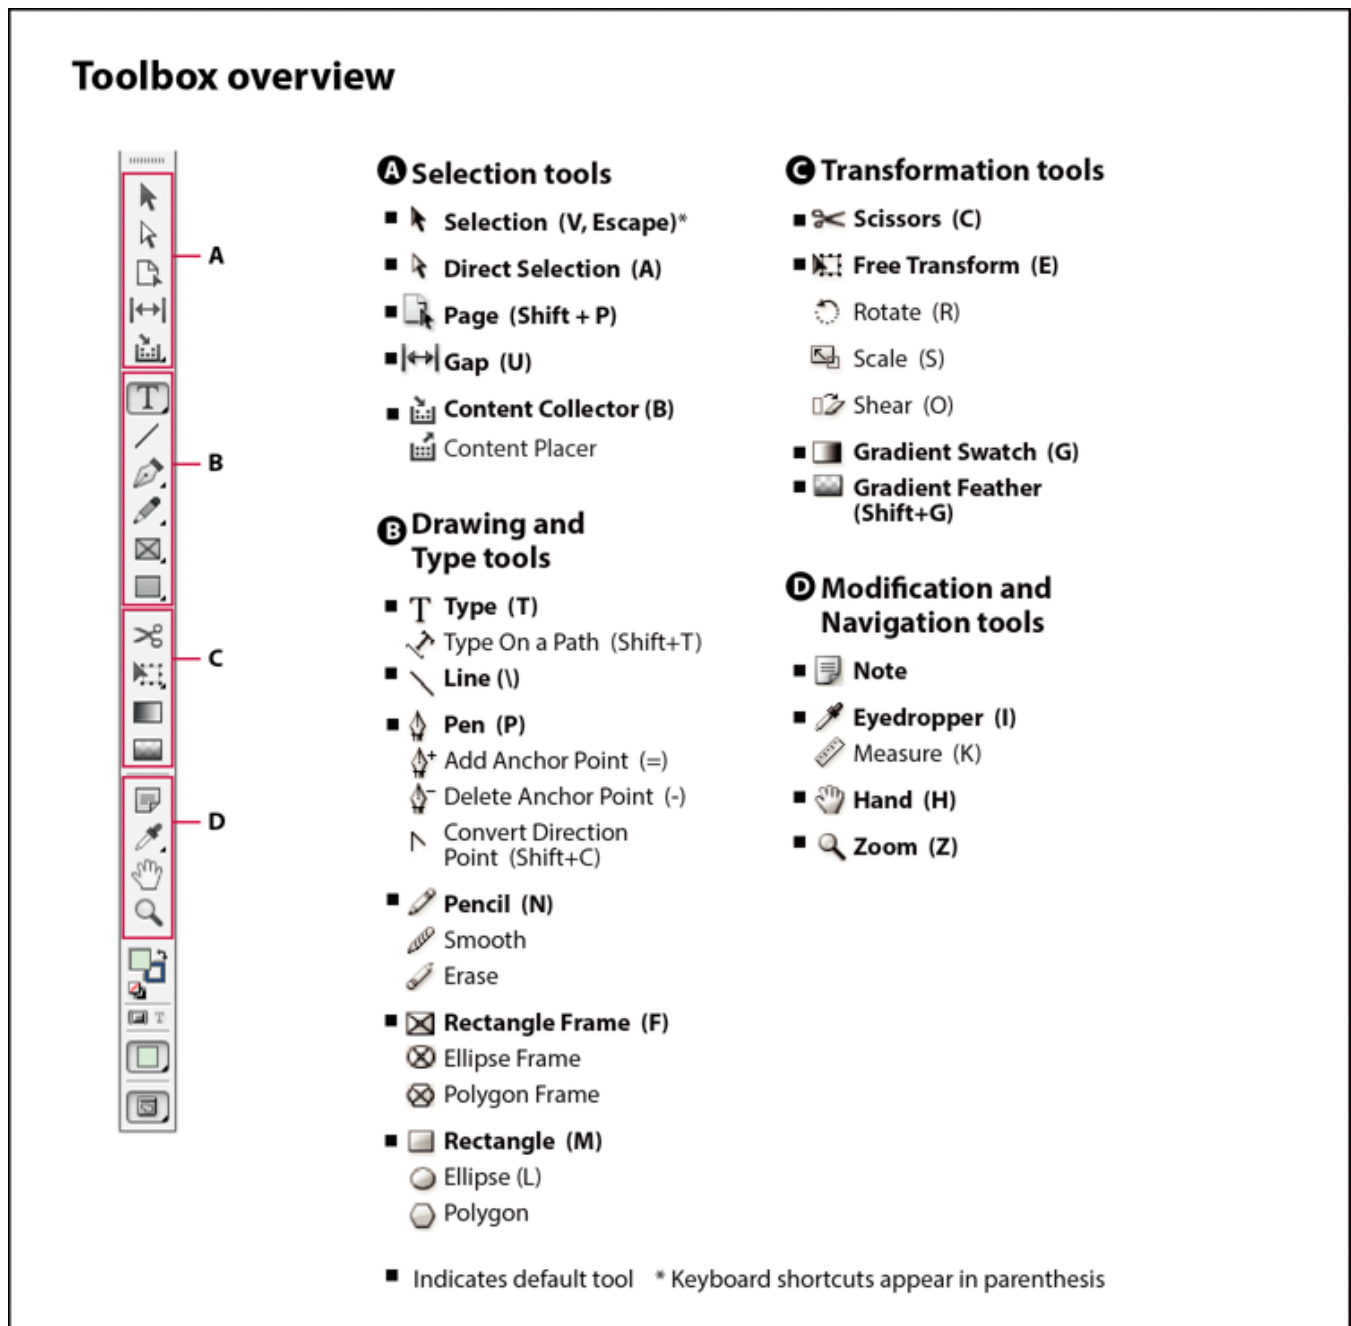 Toolbox overview
A
B
C
D
A Selection tools
■ Selection (V, Escape)*
■ Direct Selection (A)
■ Page (Shift + P)
■ Gap (U)
■ Content Collector (B)
Content Placer
B Drawing and
Type tools
■ T Type (T)
Type On a Path (Shift+T)
■ Line (\)
■ Pen (P)
Add Anchor Point (=)
Delete Anchor Point (-)
Convert Direction
Point (Shift+C)
■ Pencil (N)
Smooth
Erase
■ Rectangle Frame (F)
Ellipse Frame
Polygon Frame
■ Rectangle (M)
Ellipse (L)
Polygon
C Transformation tools
■ Scissors (C)
■ Free Transform (E)
Rotate (R)
Scale (S)
Shear (O)
■ Gradient Swatch (G)
■ Gradient Feather
(Shift+G)
D Modification and
Navigation tools
■ Note
■ Eyedropper (I)
Measure (K)
■ Hand (H)
■ Zoom (Z)
■ Indicates default tool * Keyboard shortcuts appear in parenthesis